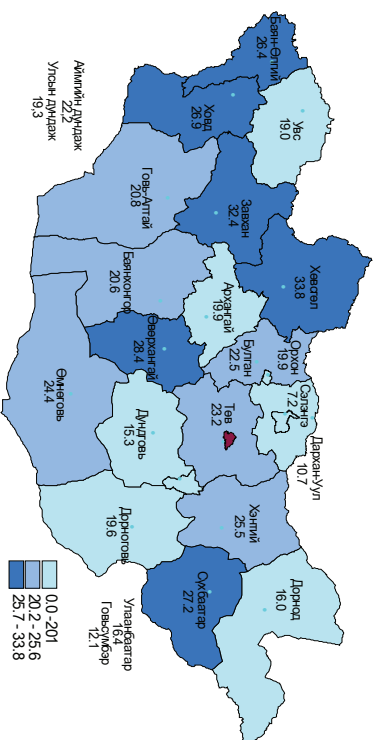 Баян-Өлгий
26.4
Увс
19.0
Ховд
26.9
Завхан
32.4
Говь-Алтай
20.8
Хөвсгөл
33.8
Архангай
19.9
Баянхонгор
20.6
Өвөрхангай
28.4
Орхон
19.9
Булган
22.5
Сэлэнгэ
7.2
Дархан-Уул
10.7
Төв
23.2
Дундговь
15.3
Өмнөговь
24.4
Хэнтий
25.5
Дорноговь
19.6
Дорнод
16.0
Сүхбаатар
27.2
Улаанбаатар
16.4
Говьсүмбэр
12.1
Аймгийн дундаж
22.2
Улсын дундаж
19,3
0.0 -201
20.2 - 25.6
25.7 - 33.8